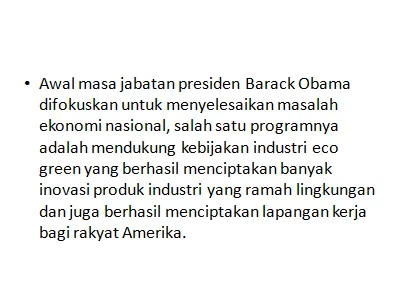 • Awal masa jabatan presiden Barack Obama
difokuskan untuk menyelesaikan masalah
ekonomi nasional, salah satu programnya
adalah mendukung kebijakan industri eco
green yang berhasil menciptakan banyak
inovasi produk industri yang ramah lingkungan
dan juga berhasil menciptakan lapangan kerja
bagi rakyat Amerika.